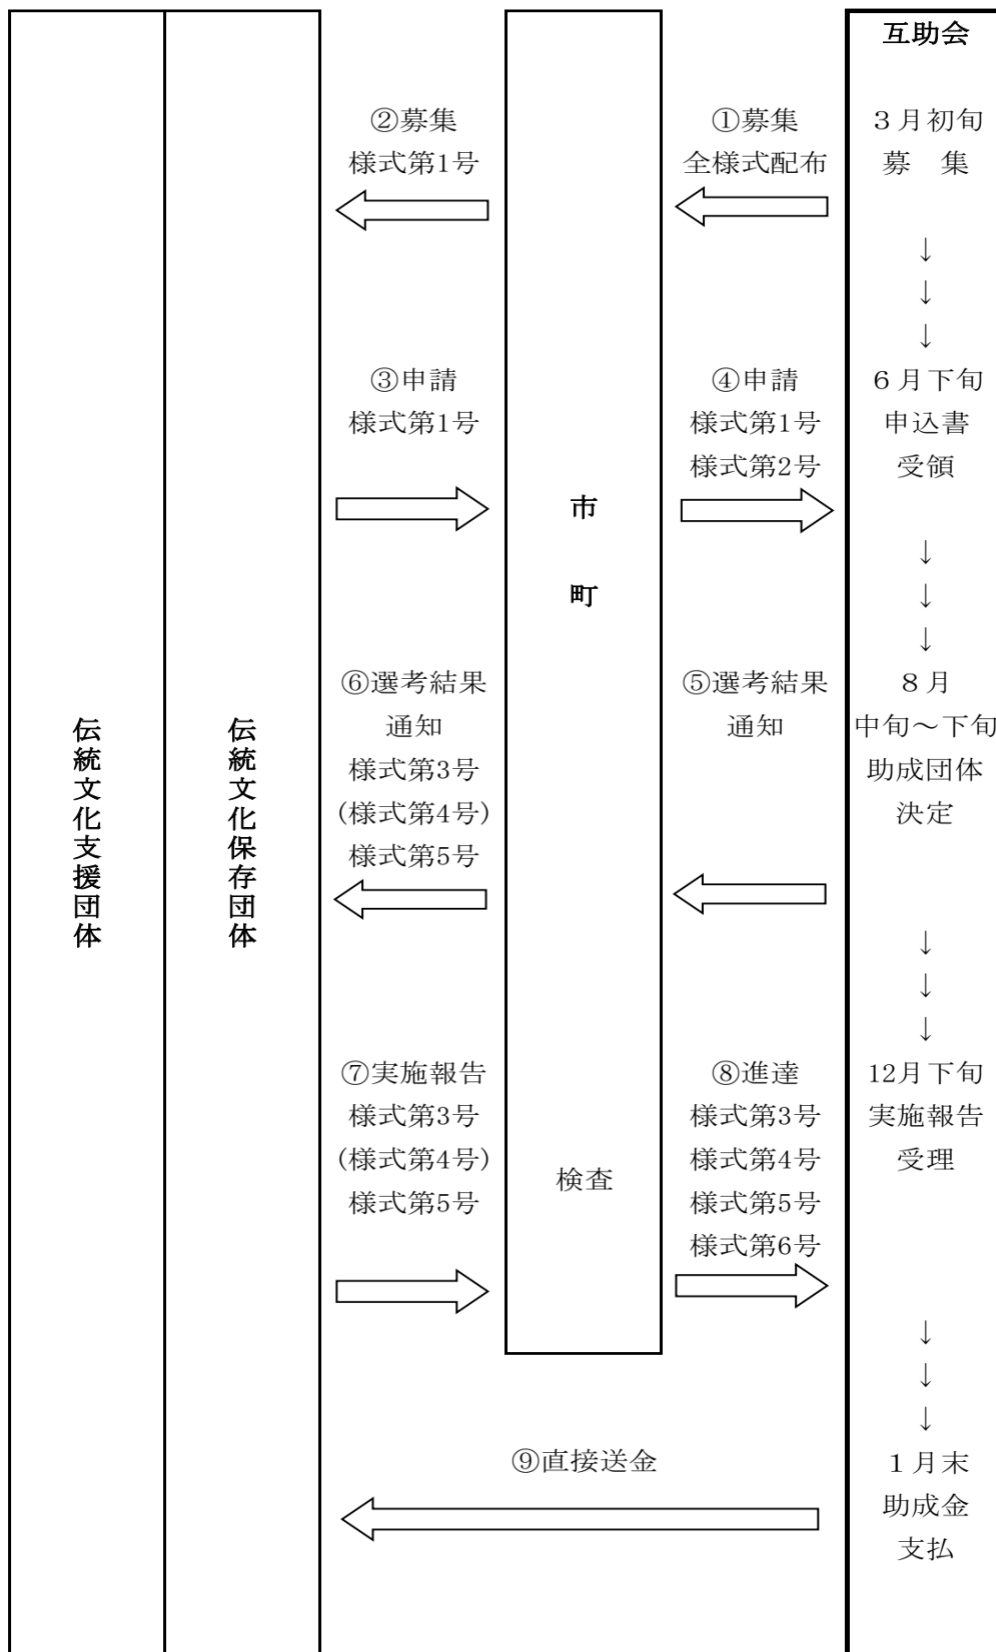 互助会
②募集
様式第1号
①募集
全様式配布
３月初旬
募　集
↓
↓
↓
③申請
様式第1号
④申請
様式第1号
様式第2号
６月下旬
申込書
受領
市
町
↓
↓
↓
⑥選考結果
通知
様式第3号
(様式第4号)
様式第5号
⑤選考結果
通知
８月
中旬～下旬
助成団体
決定
伝統文化支援団体
伝統文化保存団体
↓
↓
↓
⑦実施報告
様式第3号
(様式第4号)
様式第5号
検査
⑧進達
様式第3号
様式第4号
様式第5号
様式第6号
12月下旬
実施報告
受理
↓
↓
↓
⑨直接送金
１月末
助成金
支払